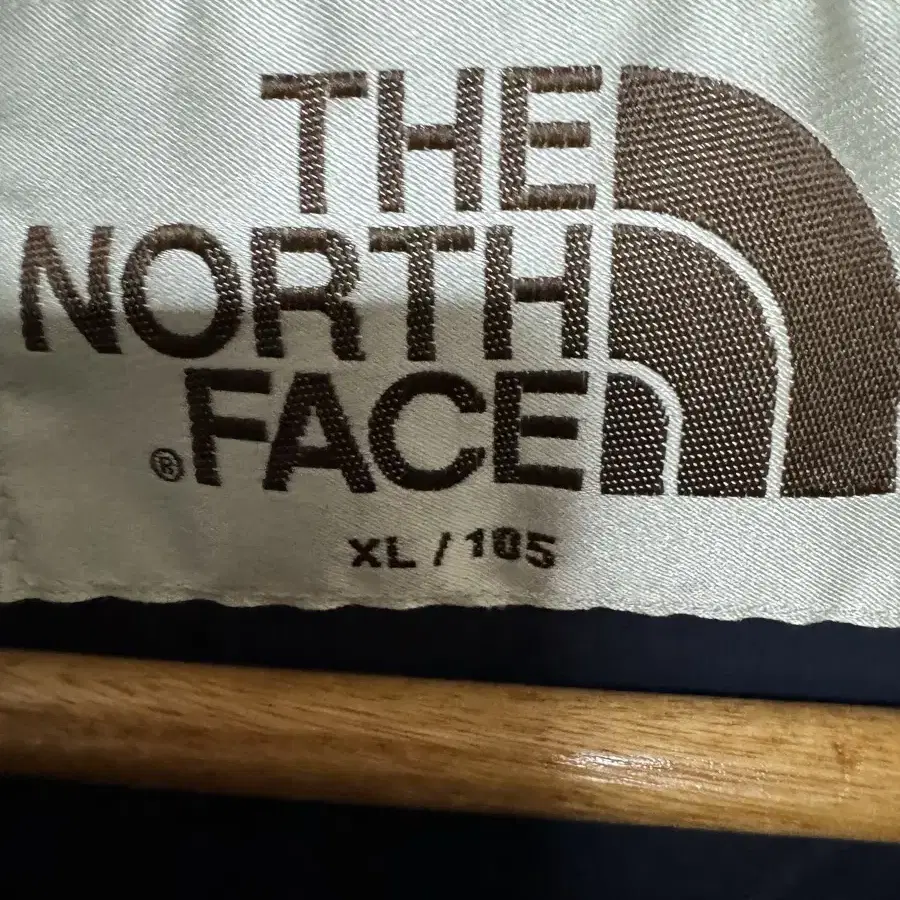 THE
NORTH
FACE
®
XL / 105